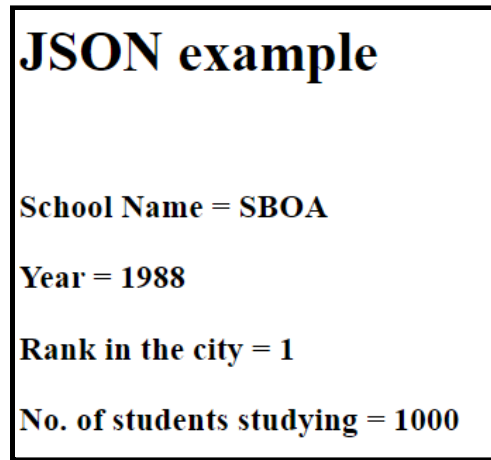 JSON example
School Name = SBOA
Year = 1988
Rank in the city = 1
No. of students studying = 1000